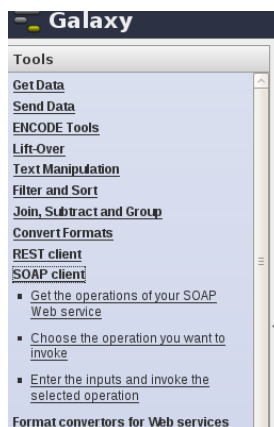 Galaxy
Tools
Get Data
Send Data
ENCODE Tools
Lift-Over
Text Manipulation
Filter and Sort
Join, Subtract and Group
Convert Formats
REST client
SOAP client
Get the operations of your SOAP
Web service
Choose the operation you want to
invoke
Enter the inputs and invoke the
selected operation
Format convertors for Web services